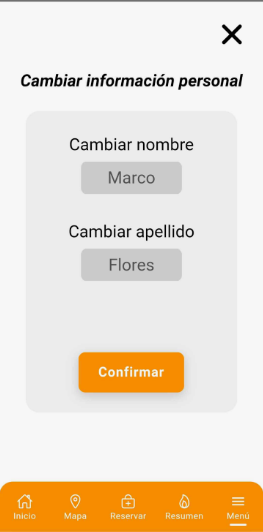 Cambiar información personal
Cambiar nombre
Marco
Cambiar apellido
Flores
Confirmar
Inicio Mapa Reservar Resumen Menú